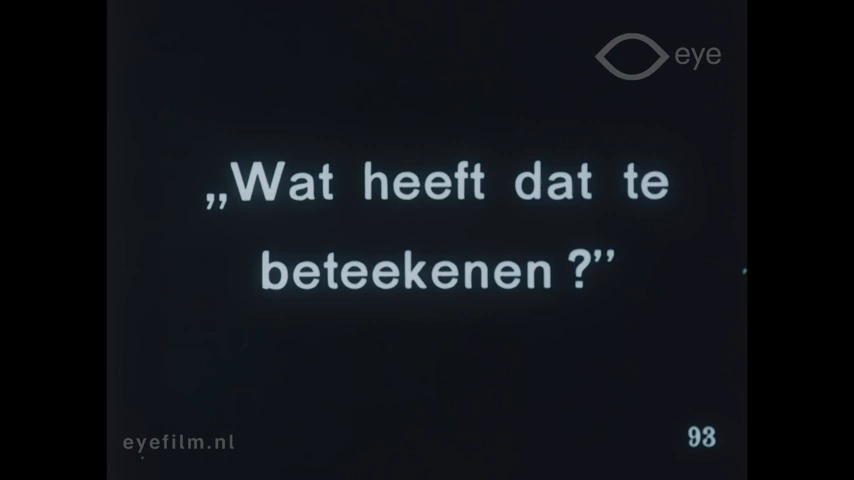 eye
„Wat heeft dat te
beteekenen ?”
eyefilm.nl
93